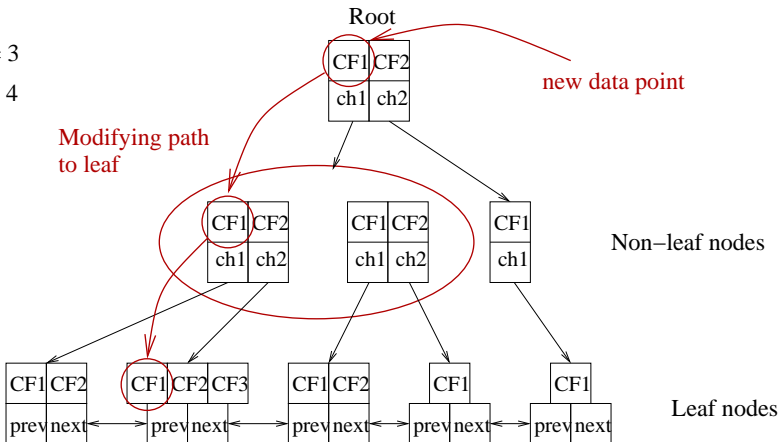 Root
3
4
CF1 CF2
ch1 ch2
new data point
Modifying path
to leaf
CF1 CF2
ch1 ch2
CF1 CF2
ch1 ch2
CF1
ch1
Non−leaf nodes
CF1 CF2
prev next
CF1 CF2 CF3
prev next
CF1 CF2
prev next
CF1
prev next
CF1
prev next
Leaf nodes